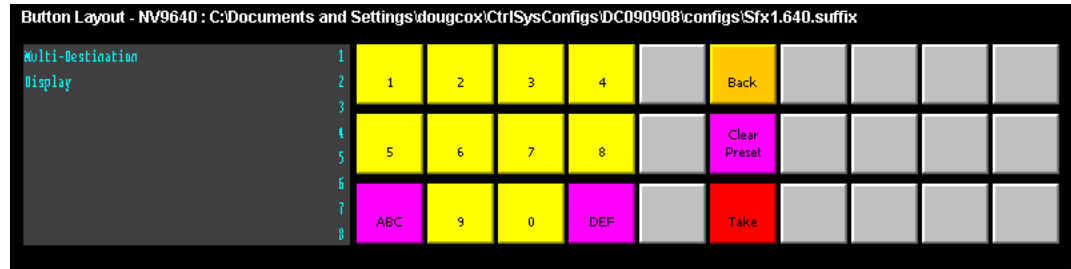 Button Layout - NV9640 : C:\Documents and Settings\dougcox\CtrlSysConfigs\DC090908\configs\Sfx1.640.suffix
Multi-Destination 1
Display 2
3
4
5
6
7
8
1 2 3 4 Back
5 6 7 8 Clear
Preset
ABC 9 0 DEF Take